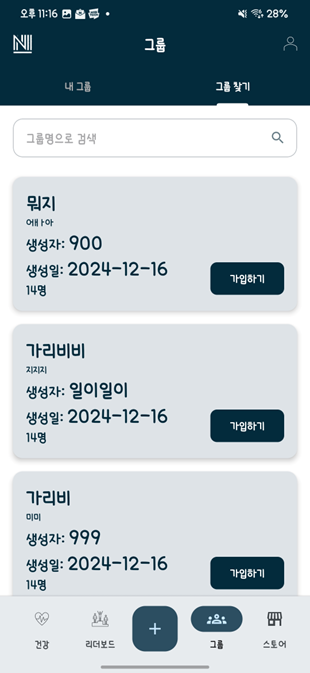 오후 11:16 28%
그룹
내 그룹 그룹 찾기
그룹명으로 검색
뭐지
어ㅐㅏ아
생성자: 900
생성일: 2024-12-16
14명
가입하기
가리비비
지지지
생성자: 일이일이
생성일: 2024-12-16
14명
가입하기
가리비
미미
생성자: 999
생성일: 2024-12-16
14명
가입하기
건강 리더보드 + 그룹 스토어